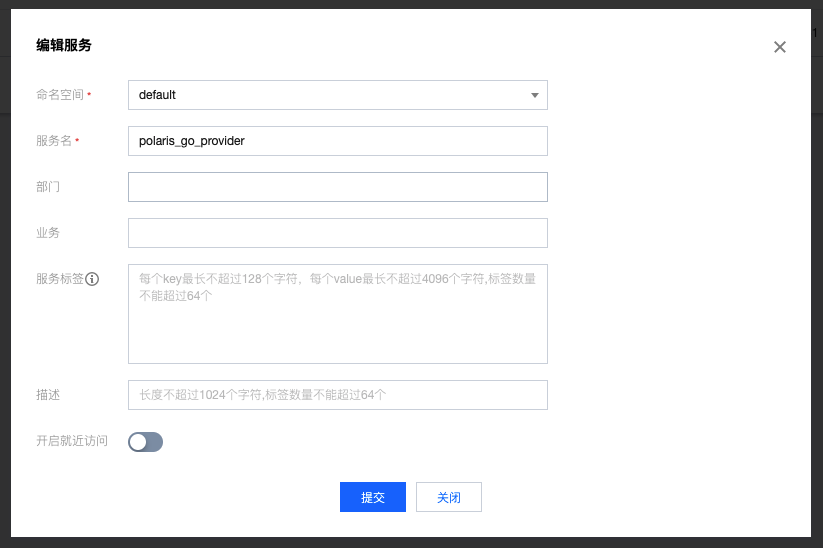 编辑服务
命名空间 *
default
服务名 *
polaris_go_provider
部门
业务
服务标签
每个key最长不超过128个字符，每个value最长不超过4096个字符,标签数量
不能超过64个
描述
长度不超过1024个字符,标签数量不能超过64个
开启就近访问
提交
关闭